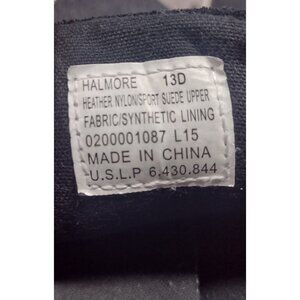 HALMORE 13D
HEATHER NYLON/SPORT SUEDE UPPER
FABRIC/SYNTHETIC LINING
0200001087 L15
MADE IN CHINA
U.S.L.P 6.430.844